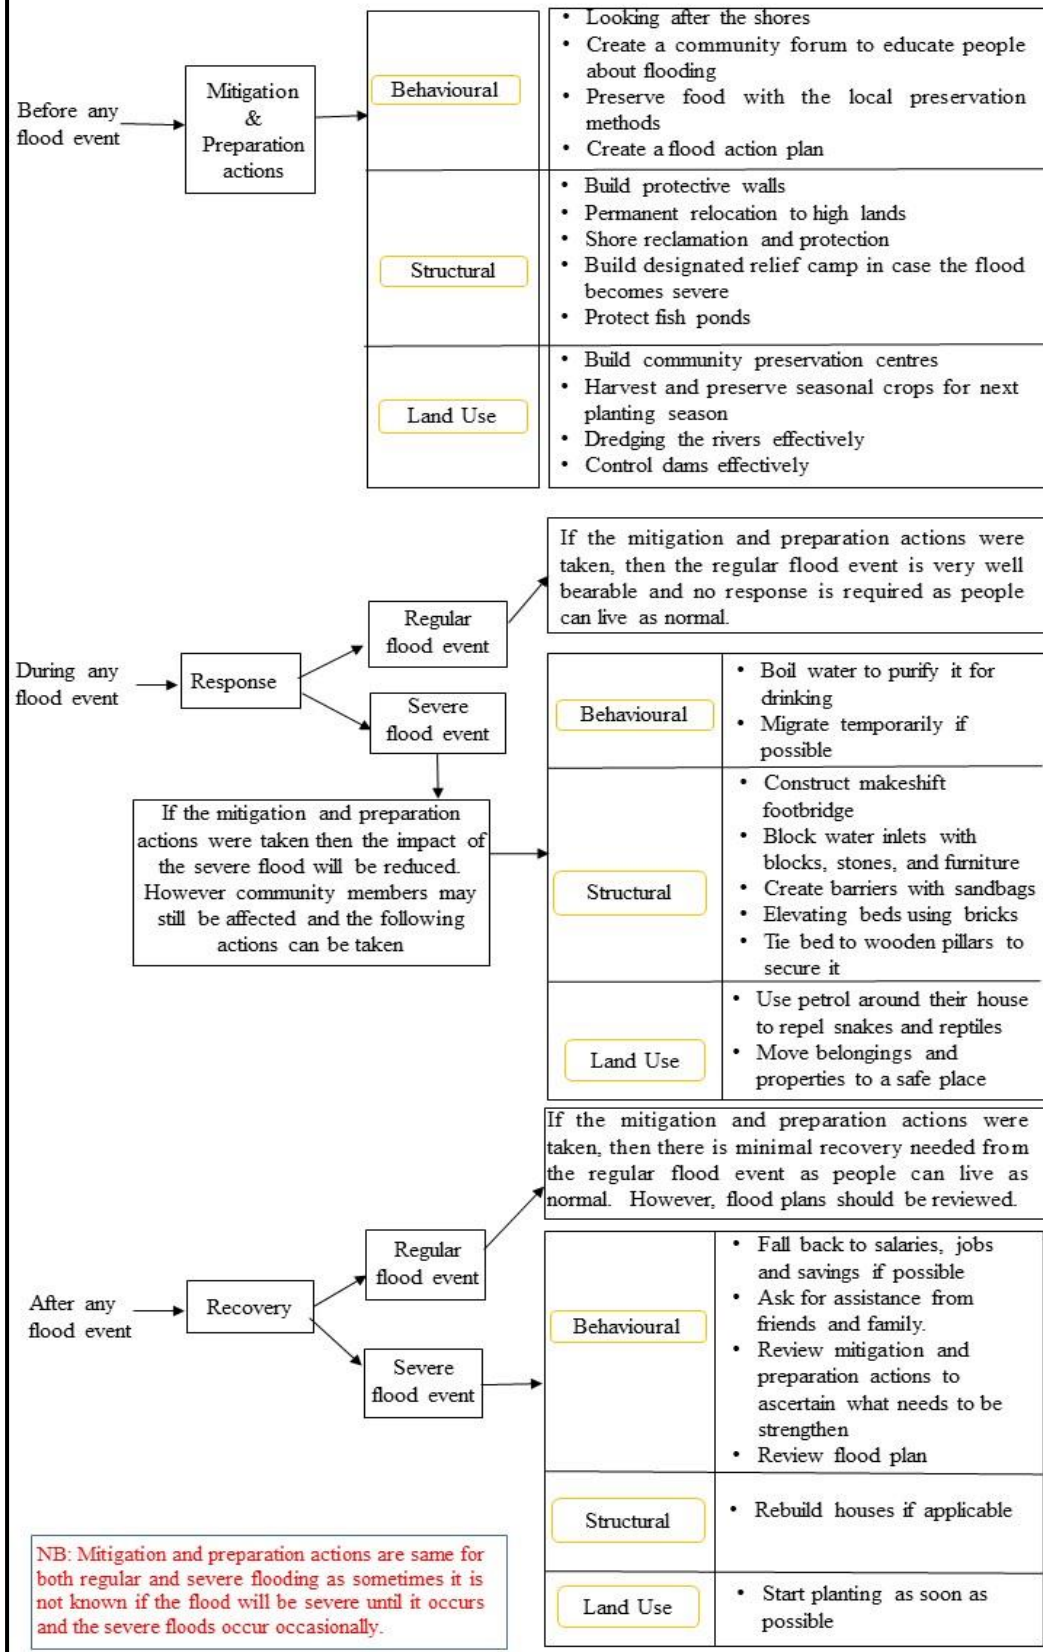 Before any
flood event
Mitigation
&
Preparation
actions
Behavioural
• Looking after the shores
• Create a community forum to educate people
about flooding
• Preserve food with the local preservation
methods
• Create a flood action plan
Structural
• Build protective walls
• Permanent relocation to high lands
• Shore reclamation and protection
• Build designated relief camp in case the flood
becomes severe
• Protect fish ponds
Land Use
• Build community preservation centres
• Harvest and preserve seasonal crops for next
planting season
• Dredging the rivers effectively
• Control dams effectively
During any
flood event
Response
Regular
flood event
If the mitigation and preparation actions were
taken, then the regular flood event is very well
bearable and no response is required as people
can live as normal.
Severe
flood event
If the mitigation and preparation
actions were taken then the impact of
the severe flood will be reduced.
However community members may
still be affected and the following
actions can be taken
Behavioural
• Boil water to purify it for
drinking
• Migrate temporarily if
possible
Structural
• Construct makeshift
footbridge
• Block water inlets with
blocks, stones, and furniture
• Create barriers with sandbags
• Elevating beds using bricks
• Tie bed to wooden pillars to
secure it
Land Use
• Use petrol around their house
to repel snakes and reptiles
• Move belongings and
properties to a safe place
After any
flood event
Recovery
Regular
flood event
If the mitigation and preparation actions were
taken, then there is minimal recovery needed from
the regular flood event as people can live as
normal. However, flood plans should be reviewed.
Severe
flood event
Behavioural
• Fall back to salaries, jobs
and savings if possible
• Ask for assistance from
friends and family.
• Review mitigation and
preparation actions to
ascertain what needs to be
strengthen
• Review flood plan
Structural
• Rebuild houses if applicable
Land Use
• Start planting as soon as
possible
NB: Mitigation and preparation actions are same for
both regular and severe flooding as sometimes it is
not known if the flood will be severe until it occurs
and the severe floods occur occasionally.